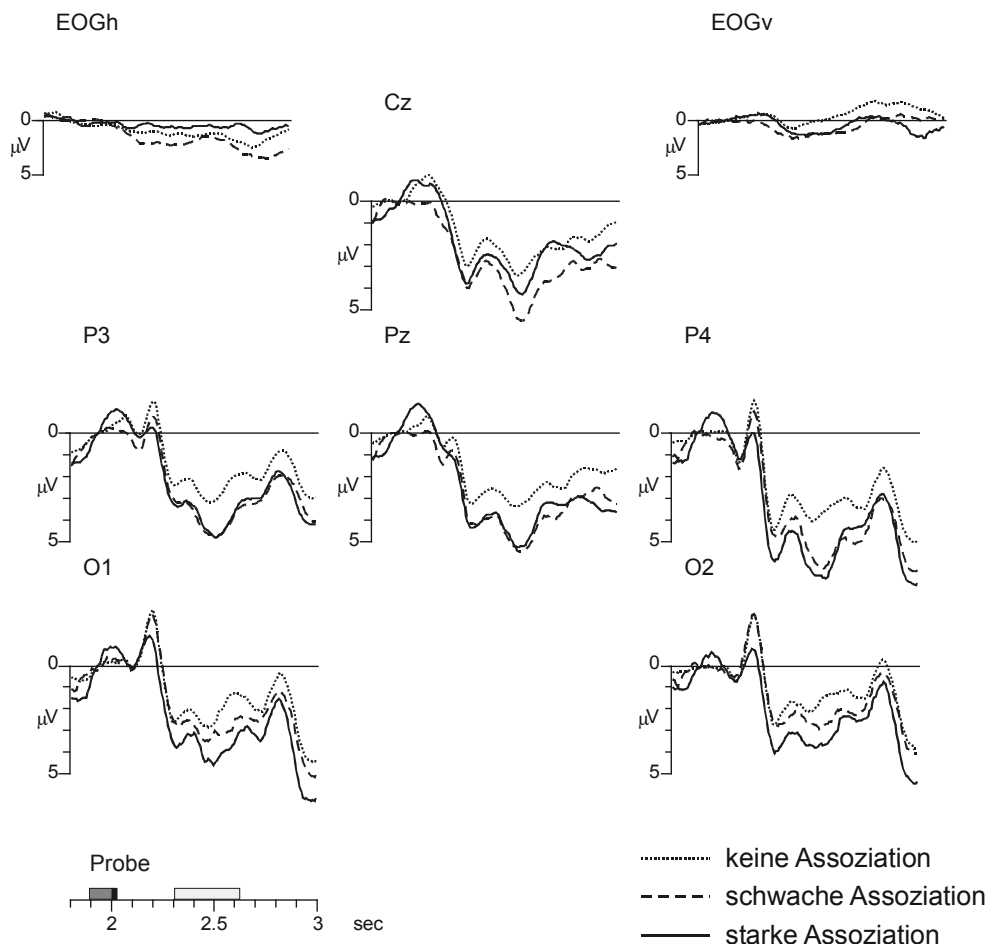 EOGh EOGv
Cz
0 0
µV µV
5 5
0
µV
5
P3 Pz P4
0 0 0
µV µV µV
5 5 5
O1 O2
0 0
µV µV
5 5
Probe
2 2.5 3 sec
keine Assoziation
schwache Assoziation
starke Assoziation